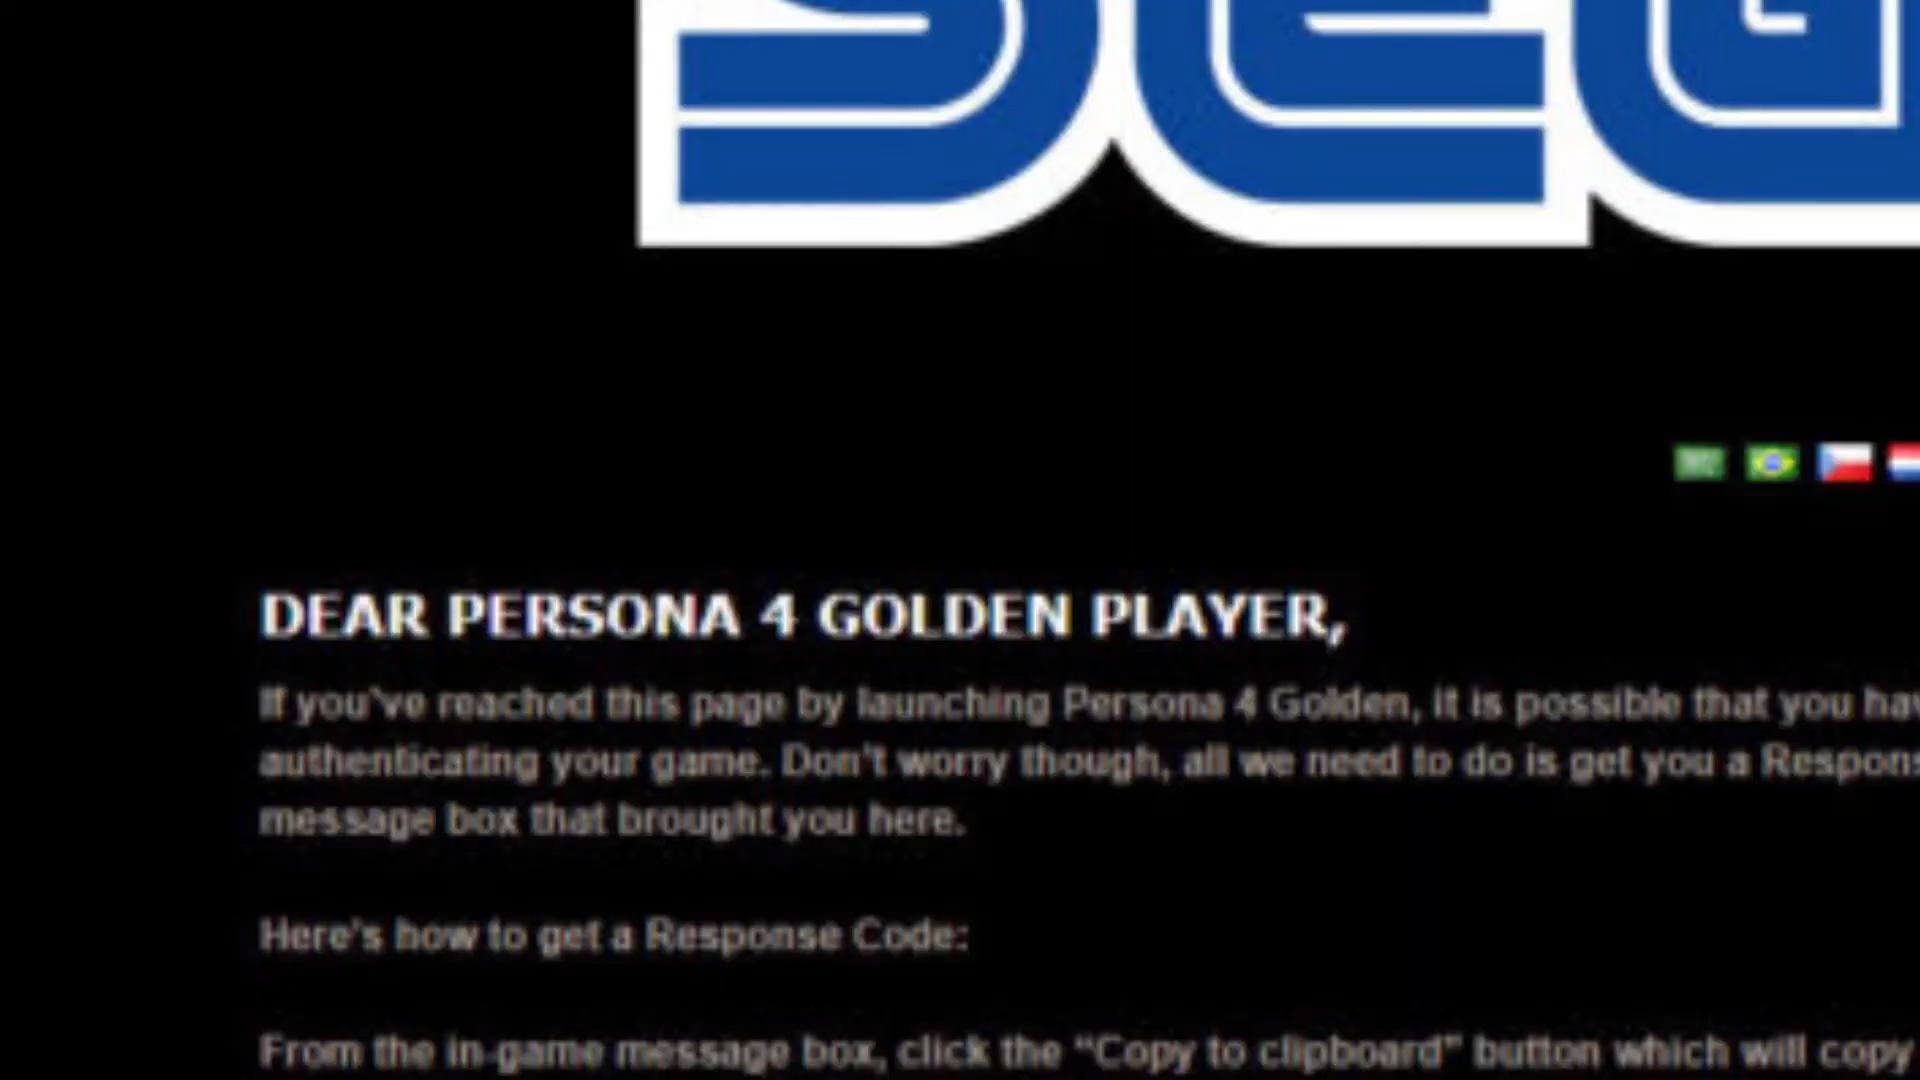 SEG
DEAR PERSONA 4 GOLDEN PLAYER,
If you've reached this page by launching Persona 4 Golden, it is possible that you
authenticating your game. Don't worry though, all we need to do is get you a
message box that brought you here.
Here's how to get a Response Code:
From the in-game message box, click the "Copy to clipboard" button which will copy